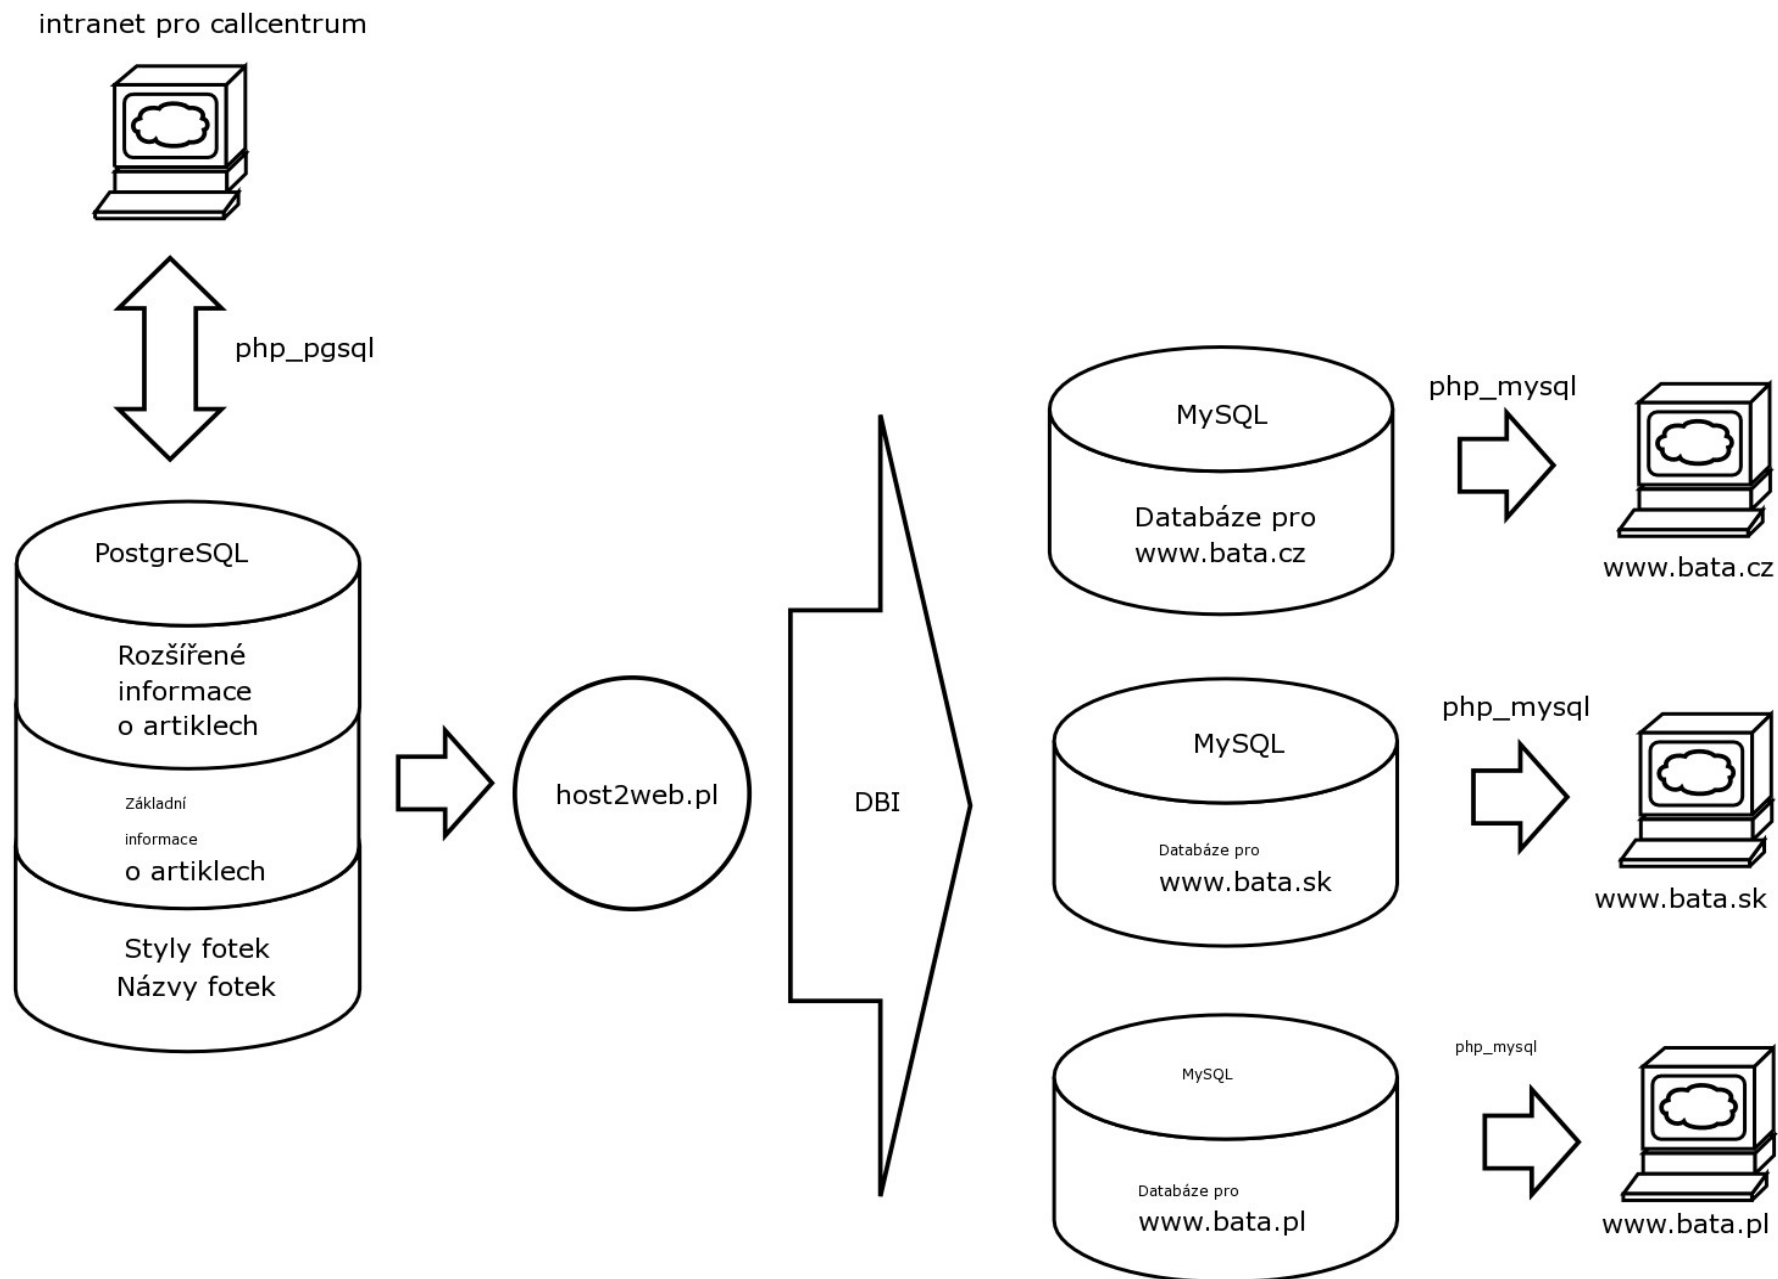 intranet pro callcentrum
php_pgsql
PostgreSQL
Rozšířené
informace
o artiklech
Základní
informace
o artiklech
Styly fotek
Názvy fotek
host2web.pl
DBI
MySQL
Databáze pro
www.bata.cz
php_mysql
www.bata.cz
MySQL
Databáze pro
www.bata.sk
php_mysql
www.bata.sk
MySQL
Databáze pro
www.bata.pl
php_mysql
www.bata.pl